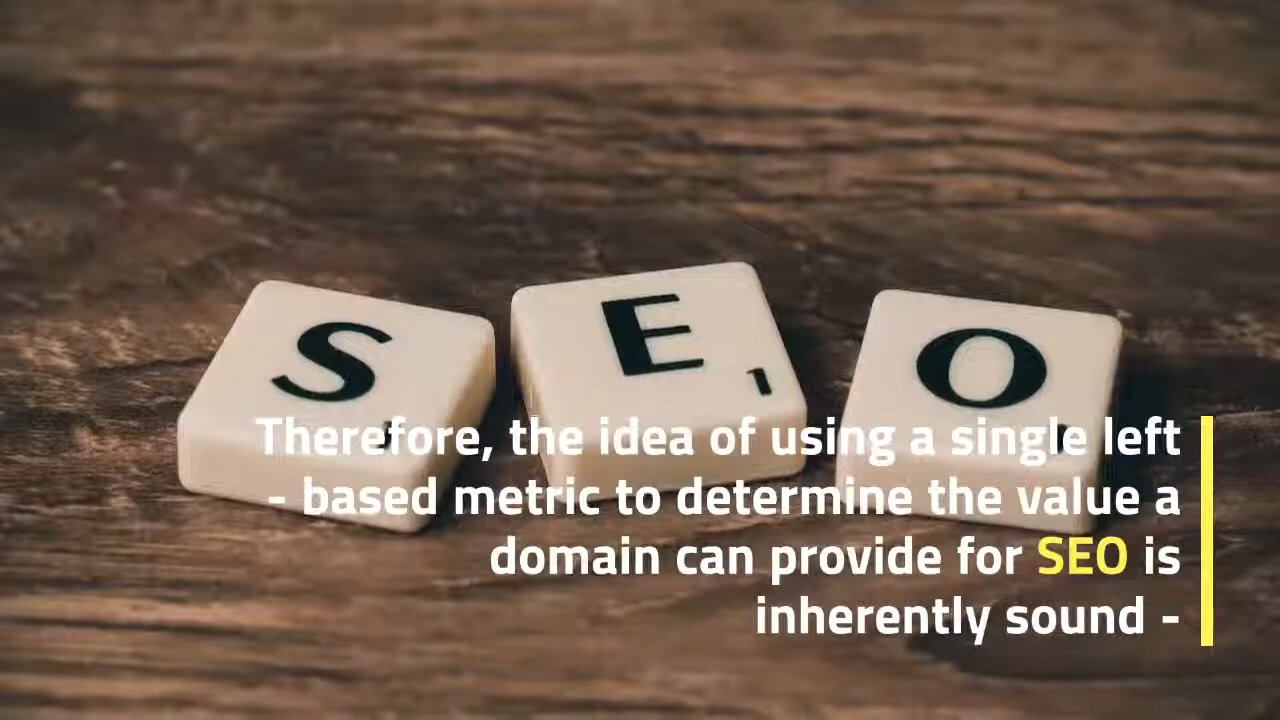 S E O
1
Therefore, the idea of using a single left
- based metric to determine the value a
domain can provide for SEO is
inherently sound -